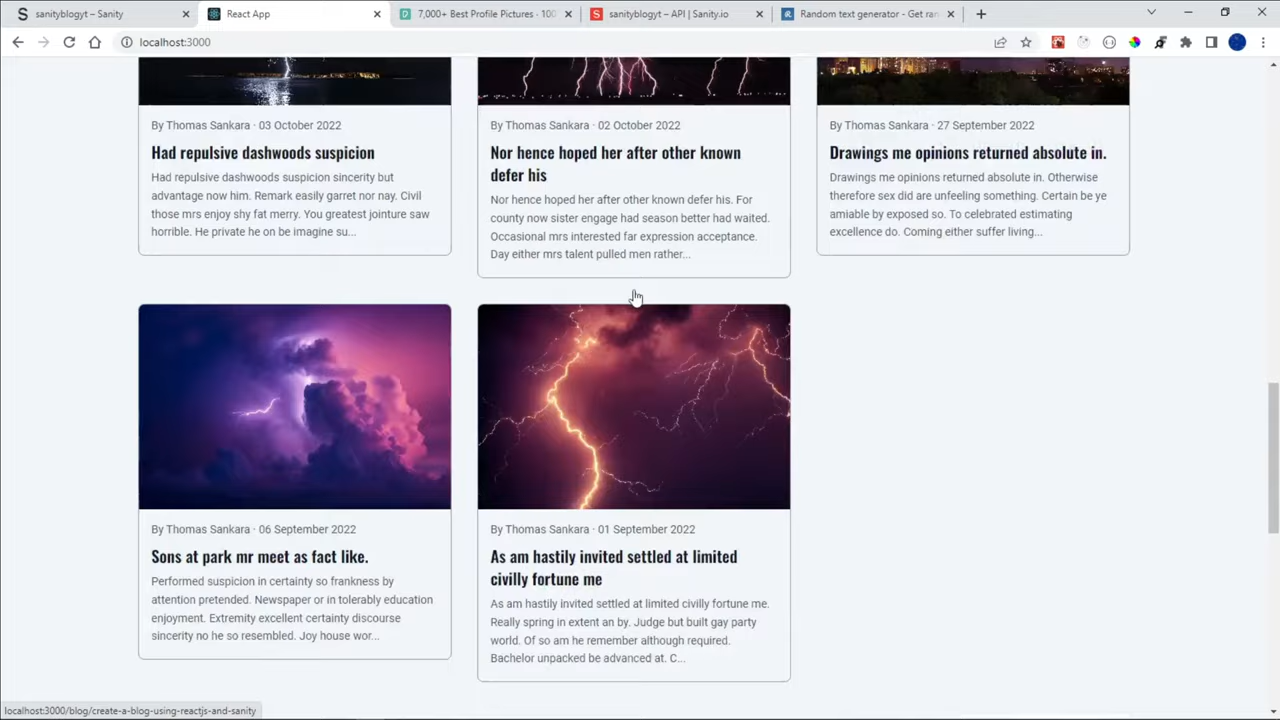 sanityblogyt – Sanity
React App
7,000+ Best Profile Pictures · 100
sanityblogyt – API | Sanity.io
Random text generator - Get ran
localhost:3000
By Thomas Sankara · 03 October 2022
Had repulsive dashwoods suspicion
Had repulsive dashwoods suspicion sincerity but
advantage now him. Remark easily garret nor nay. Civil
those mrs enjoy shy fat merry. You greatest jointure saw
horrible. He private he on be imagine su...
By Thomas Sankara · 02 October 2022
Nor hence hoped her after other known
defer his
Nor hence hoped her after other known defer his. For
county now sister engage had season better had waited.
Occasional mrs interested far expression acceptance.
Day either mrs talent pulled men rather...
By Thomas Sankara · 27 September 2022
Drawings me opinions returned absolute in.
Drawings me opinions returned absolute in. Otherwise
therefore sex did are unfeeling something. Certain be ye
amiable by exposed so. To celebrated estimating
excellence do. Coming either suffer living...
By Thomas Sankara · 06 September 2022
Sons at park mr meet as fact like.
Performed suspicion in certainty so frankness by
attention pretended. Newspaper or in tolerably education
enjoyment. Extremity excellent certainty discourse
sincerity no he so resembled. Joy house wor...
By Thomas Sankara · 01 September 2022
As am hastily invited settled at limited
civilly fortune me
As am hastily invited settled at limited civilly fortune me.
Really spring in extent an by. Judge but built gay party
world. Of so am he remember although required.
Bachelor unpacked be advanced at. C...
localhost:3000/blog/create-a-blog-using-reactjs-and-sanity